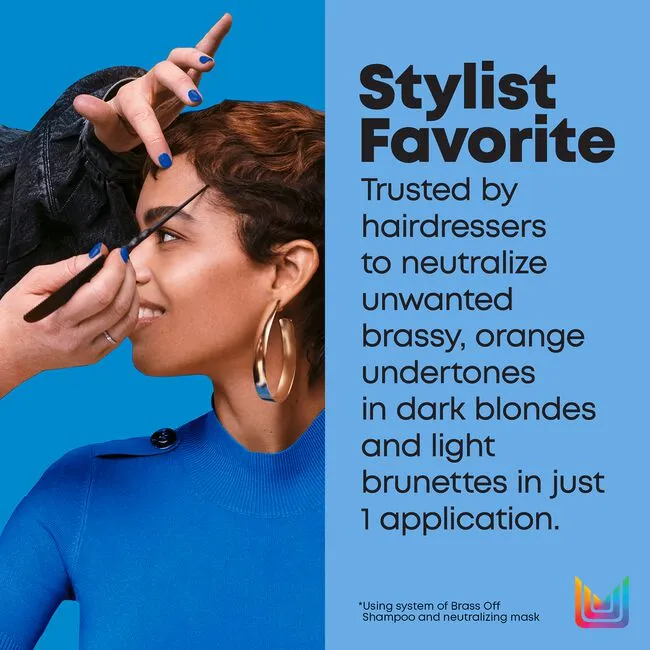 Stylist
Favorite
Trusted by
hairdressers
to neutralize
unwanted
brassy, orange
undertones
in dark blondes
and light
brunettes in just
1 application.
*Using system of Brass Off
Shampoo and neutralizing mask